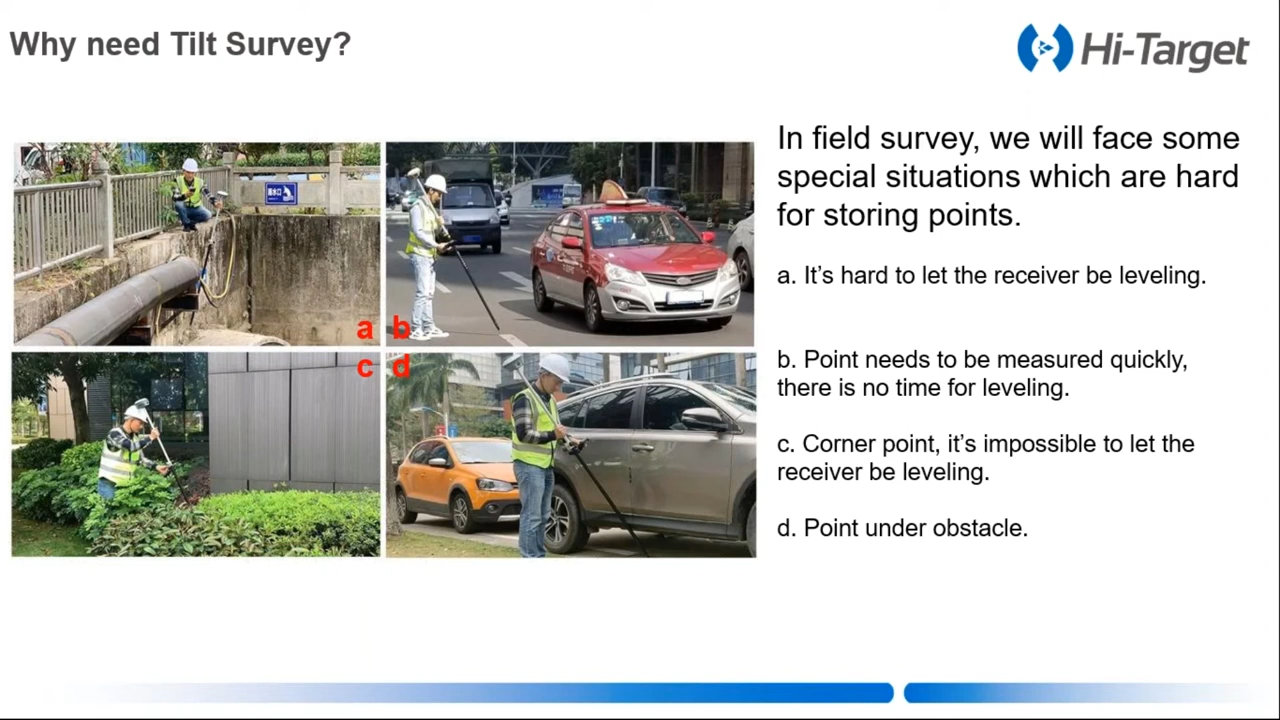 Why need Tilt Survey?
Hi-Target
In field survey, we will face some
special situations which are hard
for storing points.
a. It’s hard to let the receiver be leveling.
b. Point needs to be measured quickly,
there is no time for leveling.
c. Corner point, it’s impossible to let the
receiver be leveling.
d. Point under obstacle.
a b
c d